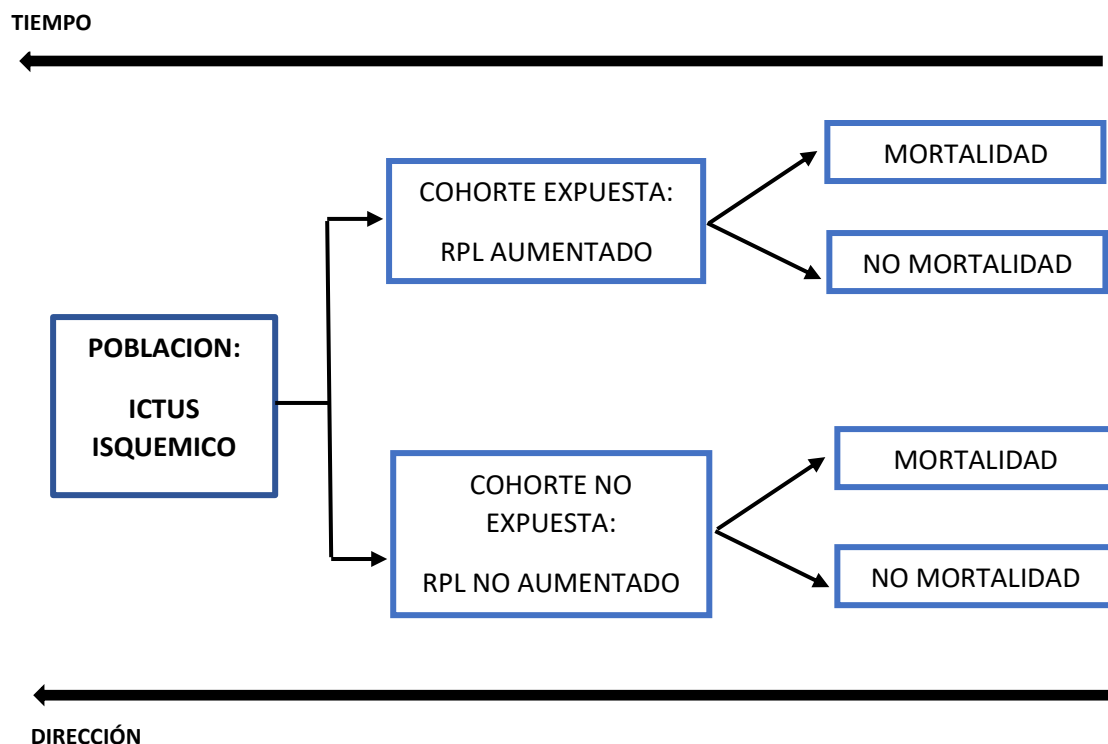 TIEMPO
COHORTE EXPUESTA:
RPL AUMENTADO
MORTALIDAD
NO MORTALIDAD
POBLACION:
ICTUS
ISQUEMICO
COHORTE NO
EXPUESTA:
RPL NO AUMENTADO
MORTALIDAD
NO MORTALIDAD
DIRECCIÓN